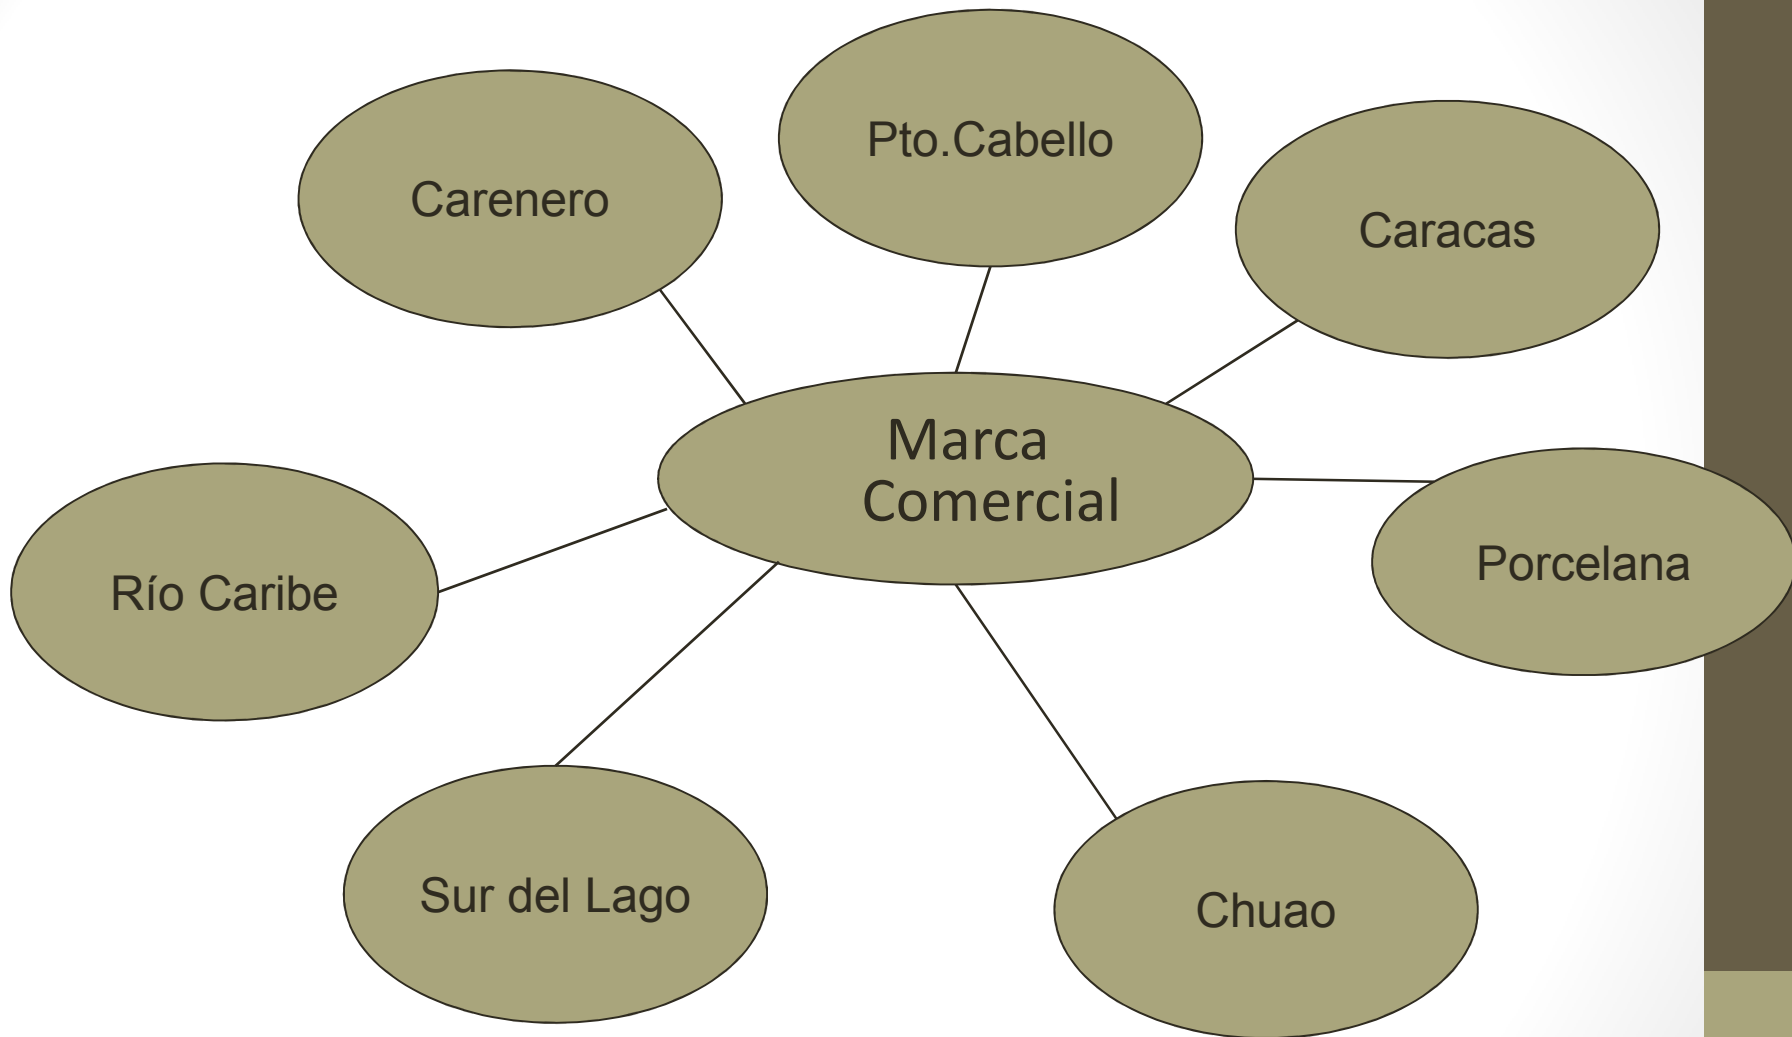 Pto.Cabello
Carenero
Caracas
Marca
Comercial
Porcelana
Río Caribe
Sur del Lago
Chuao